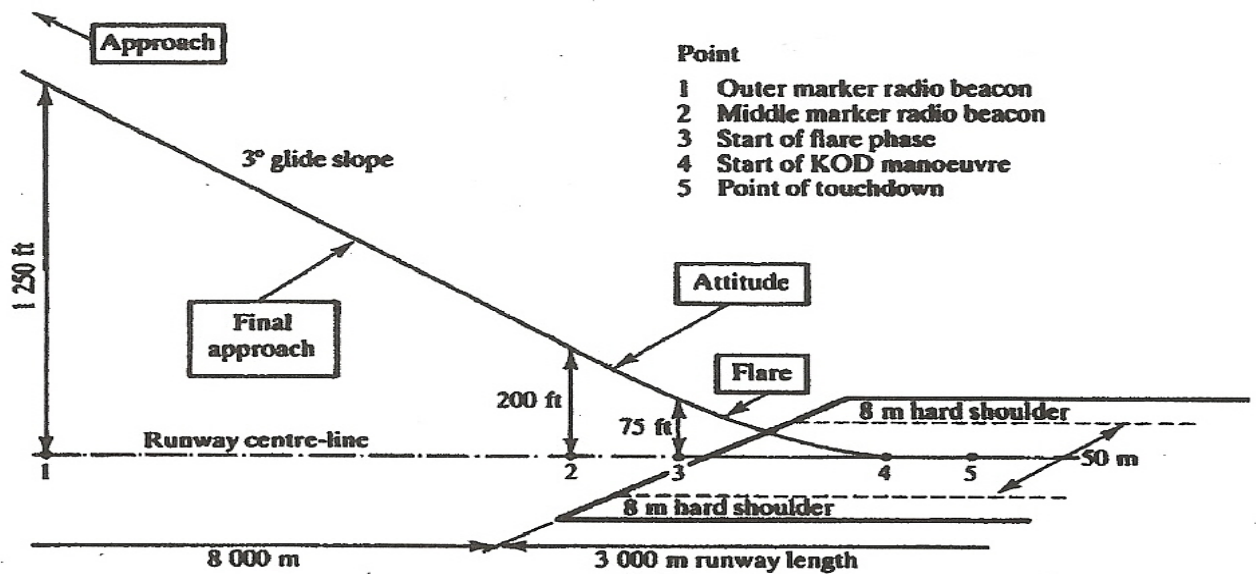 Approach
Point
1 Outer marker radio beacon
2 Middle marker radio beacon
3 Start of flare phase
4 Start of KOD manoeuvre
5 Point of touchdown
3° glide slope
1 250 ft
Attitude
Final
approach
Flare
200 ft
75 ft
8 m hard shoulder
Runway centre-line
50 m
1
2
3
4
5
8 m hard shoulder
8 000 m
3 000 m runway length